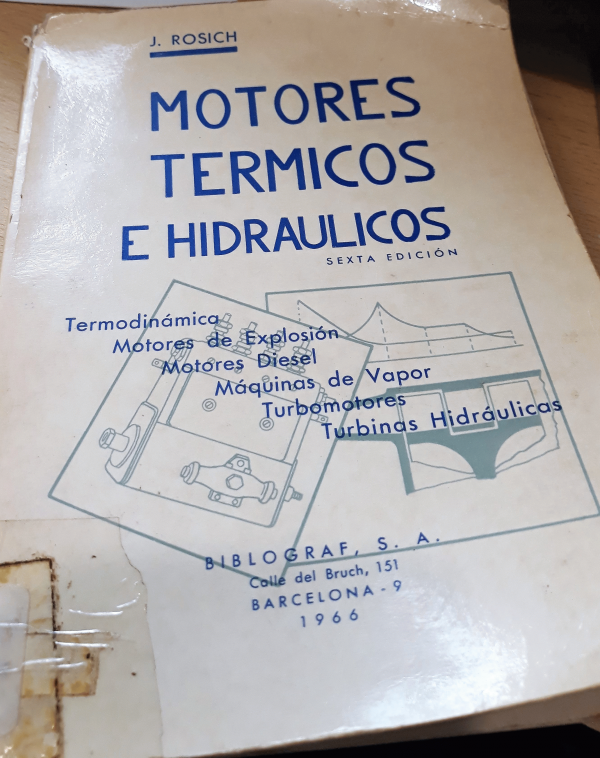 J. ROSICH
MOTORES
TERMICOS
E HIDRAULICOS
SEXTA EDICIÓN
Termodinámica
Motores de Explosión
Motores Diesel
Máquinas de Vapor
Turbomotores
Turbinas Hidráulicas
BIBLOGRAF, S. A.
Calle del Bruch, 151
BARCELONA-9
1966